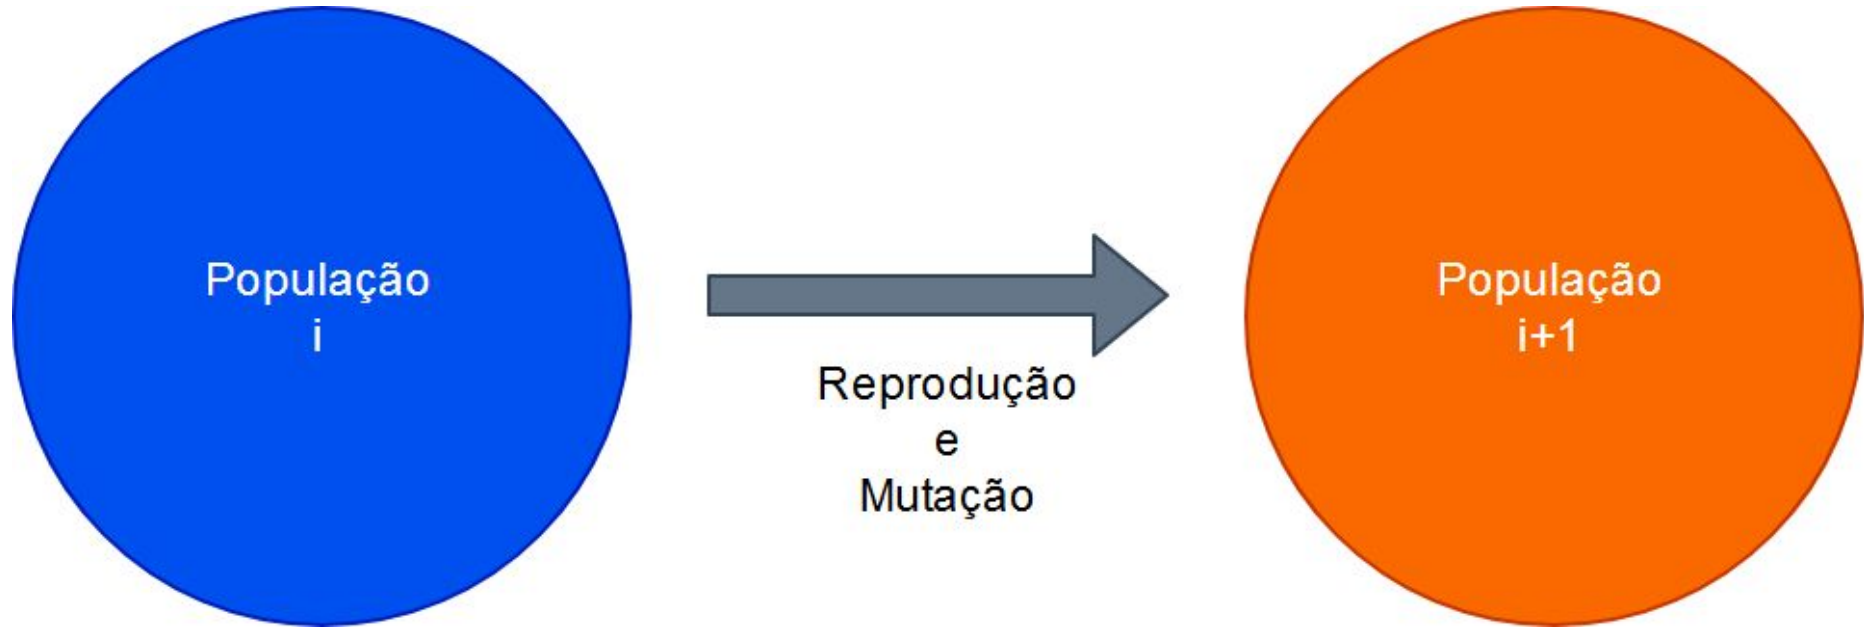 População
i
Reprodução
e
Mutação
População
i+1